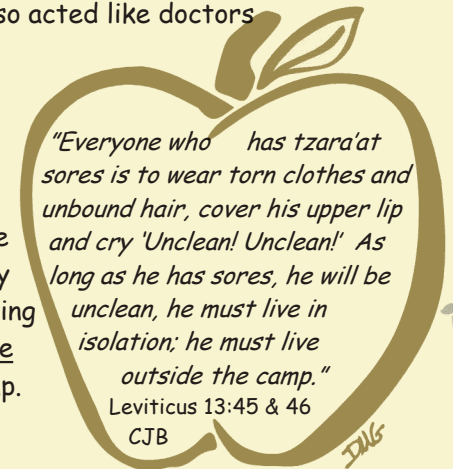 so acted like doctors
"Everyone who has tzara'at
sores is to wear torn clothes and
unbound hair, cover his upper lip
and cry 'Unclean! Unclean!' As
long as he has sores, he will be
unclean, he must live in
isolation; he must live
outside the camp."
Leviticus 13:45 & 46
CJB
e
y
ing
e
p.
DWG